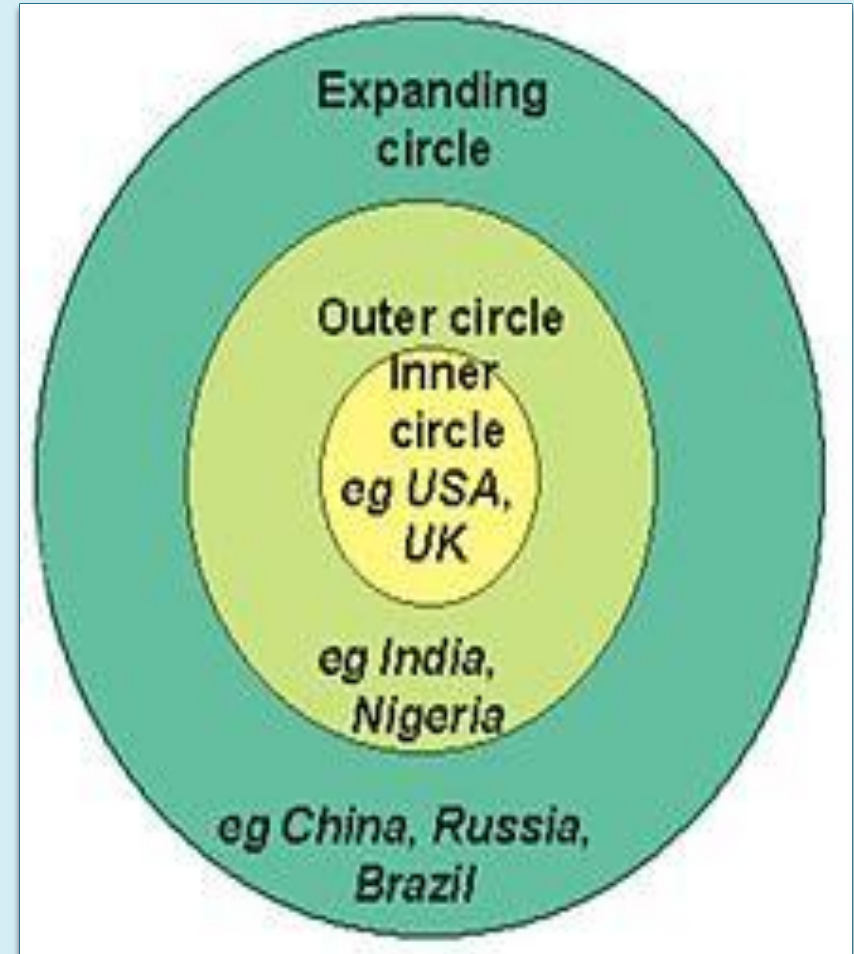 Expanding
circle
Outer circle
Inner
circle
eg USA,
UK
eg India,
Nigeria
eg China, Russia,
Brazil